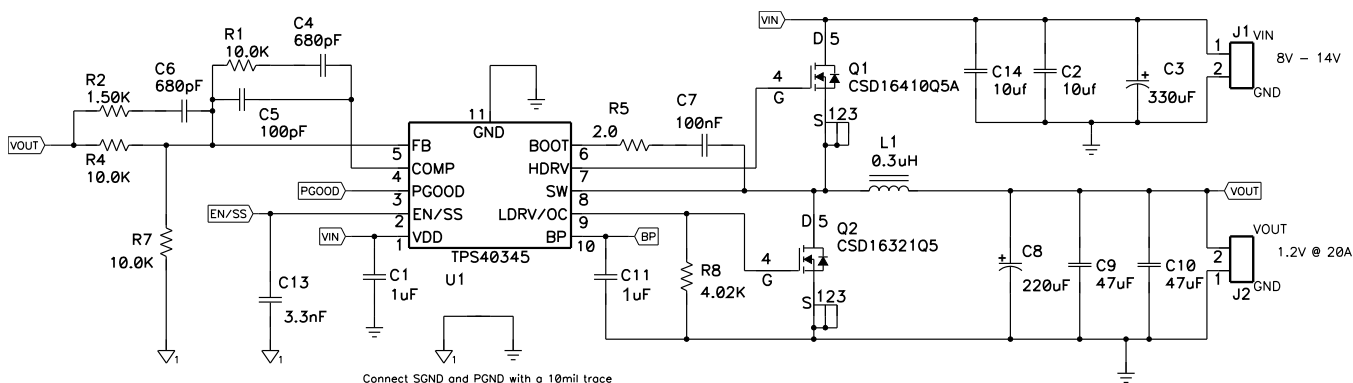 R1
10.0K
C4
680pF
R2
1.50K
C6
680pF
C5
100pF
VOUT
R4
10.0K
R7
10.0K
PGOOD
EN/SS
VIN
C13
3.3nF
C1
1uF
1
1
11
GND
FB
5
COMP
4
PGOOD
3
EN/SS
2
VDD
1
BOOT
6
HDRV
7
SW
8
LDRV/OC
9
BP
10
TPS40345
U1
1
Connect SGND and PGND with a 10mil trace
R5
2.0
C7
100nF
BP
C11
1uF
R8
4.02K
VIN
D 5
4
G
Q1
CSD16410Q5A
S 123
L1
0.3uH
D 5
4
G
Q2
CSD16321Q5
S 123
C14
10uf
C2
10uf
+
C3
330uF
J1
VIN
1
2
GND
8V - 14V
VOUT
+
C8
220uF
C9
47uF
C10
47uF
VOUT
2
1
GND
J2
1.2V @ 20A